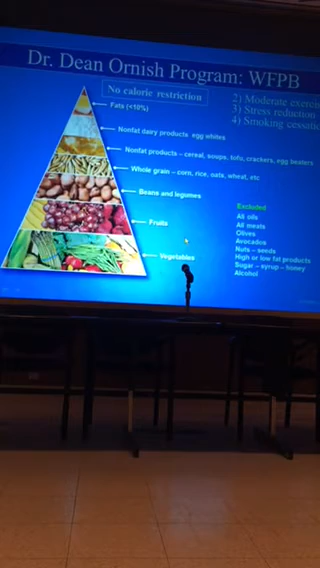 Dr. Dean Ornish Program: WFPB
No calorie restriction
2) Moderate exercis
3) Stress reduction
4) Smoking cessatio
Fats (<10%)
Nonfat dairy products egg whites
Nonfat products – cereal, soups, tofu, crackers, egg beaters
Whole grain – corn, rice, oats, wheat, etc
Beans and legumes
Fruits
Vegetables
Excluded
All oils
All meats
Olives
Avocados
Nuts – seeds
High or low fat products
Sugar – syrup – honey
Alcohol